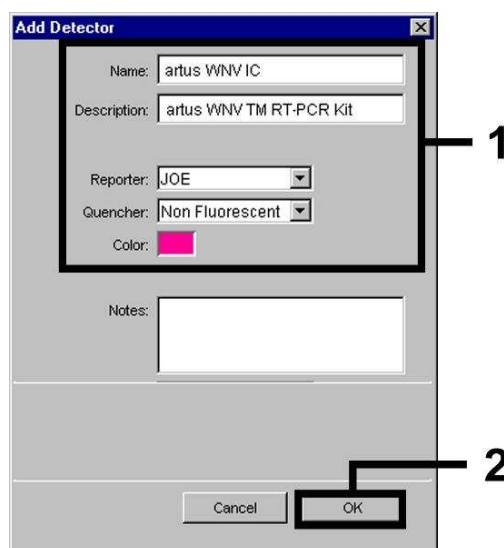 Add Detector
Name: artus WNV IC
Description: artus WNV TM RT-PCR Kit
1
Reporter: JOE
Quencher: Non Fluorescent
Color:
Notes:
2
Cancel OK